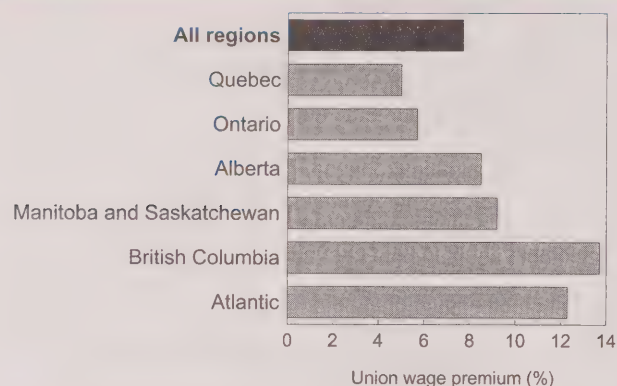 All regions
Quebec
Ontario
Alberta
Manitoba and Saskatchewan
British Columbia
Atlantic
0 2 4 6 8 10 12 14
Union wage premium (%)